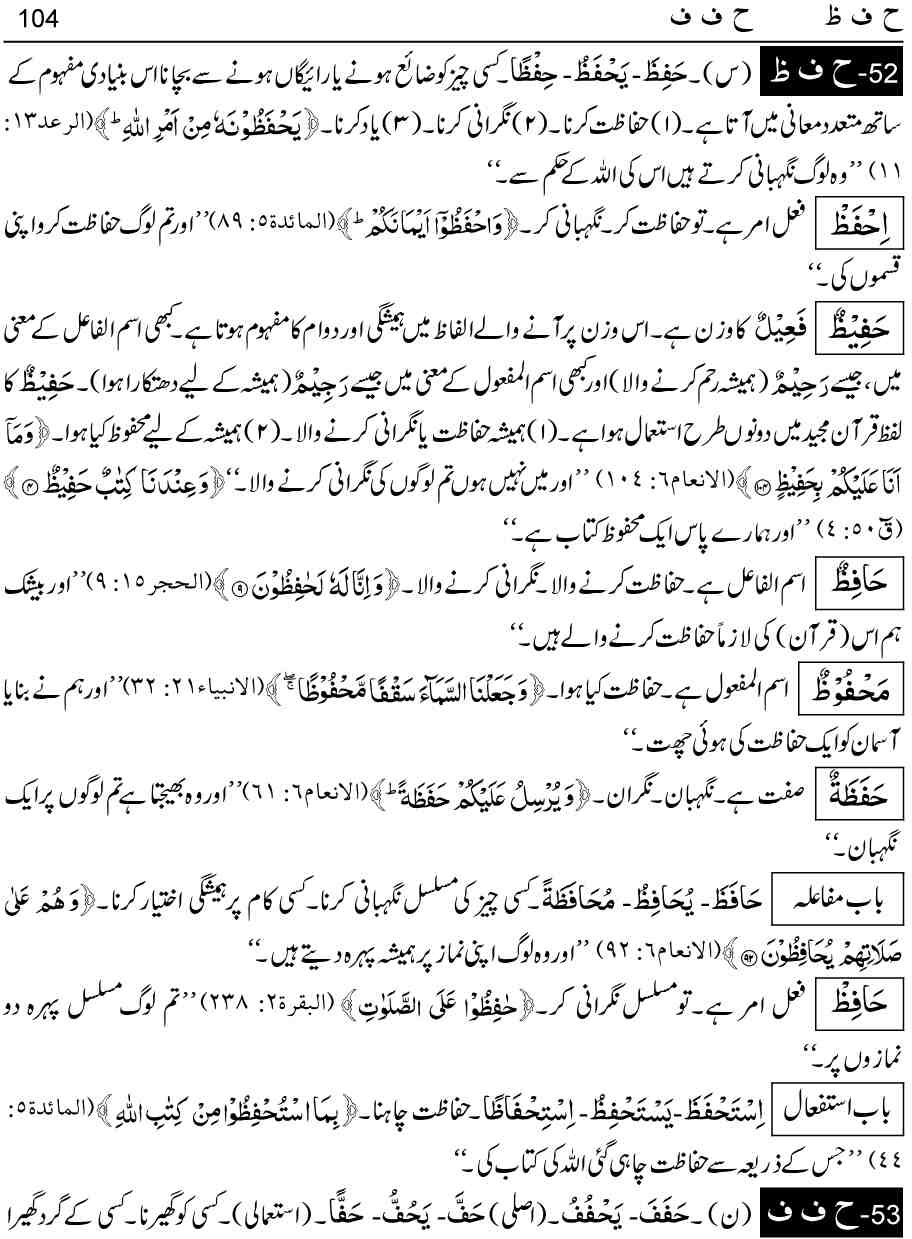 ح ف ظ ح ف ف 104
52-ح ف ظ (س)۔ حَفِظَ۔ یَحْفَظُ۔ حِفْظًا۔ کسی چیز کو ضائع ہونے یا رائیگاں ہونے سے بچانا اس بنیادی مفہوم کے
ساتھ متعدد معانی میں آتا ہے۔ (۱) حفاظت کرنا۔ (۲) نگرانی کرنا۔ (۳) یاد کرنا۔ ﴿یَحْفَظُوْنَهٗ مِنْ اَمْرِ اللّٰهِ ؕ﴾ (الرعد۱۳:
۱۱) ’’وہ لوگ نگہبانی کرتے ہیں اس کی اللہ کے حکم سے۔‘‘
اِحْفَظْ فعل امر ہے۔ تو حفاظت کر۔ نگہبانی کر۔ ﴿وَاحْفَظُوْۤا اَیْمَانَكُمْ ؕ﴾ (المائدة۵: ۸۹) ’’اور تم لوگ حفاظت کرو اپنی
قسموں کی۔‘‘
حَفِیْظٌ فَعِیْلٌ کا وزن ہے۔ اس وزن پر آنے والے الفاظ میں ہمیشگی اور دوام کا مفہوم ہوتا ہے۔ کبھی اسم الفاعل کے معنی
میں، جیسے رَحِیْمٌ (ہمیشہ رحم کرنے والا) اور کبھی اسم المفعول کے معنی میں جیسے رَجِیْمٌ (ہمیشہ کے لیے دھتکارا ہوا)۔ حَفِیْظٌ کا
لفظ قرآن مجید میں دونوں طرح استعمال ہوا ہے۔ (۱) ہمیشہ حفاظت یا نگرانی کرنے والا۔ (۲) ہمیشہ کے لیے محفوظ کیا ہوا۔ ﴿وَمَاۤ
اَنَا عَلَیْكُمْ بِحَفِیْظٍ ۝۱۰۴﴾ (الانعام۶: ۱۰۴) ’’اور میں نہیں ہوں تم لوگوں کی نگرانی کرنے والا۔‘‘ ﴿وَعِنْدَنَا كِتٰبٌ حَفِیْظٌ ۝۴﴾
(قٓ۵۰: ۴) ’’اور ہمارے پاس ایک محفوظ کتاب ہے۔‘‘
حَافِظٌ اسم الفاعل ہے۔ حفاظت کرنے والا۔ نگرانی کرنے والا۔ ﴿وَاِنَّا لَهٗ لَحٰفِظُوْنَ ۝۹﴾ (الحجر۱۵: ۹) ’’اور بیشک
ہم اس (قرآن) کی لازماً حفاظت کرنے والے ہیں۔‘‘
مَحْفُوْظٌ اسم المفعول ہے۔ حفاظت کیا ہوا۔ ﴿وَجَعَلْنَا السَّمَآءَ سَقْفًا مَّحْفُوْظًا ۖۚ﴾ (الانبیاء۲۱: ۳۲) ’’اور ہم نے بنایا
آسمان کو ایک حفاظت کی ہوئی چھت۔‘‘
حَفَظَةٌ صفت ہے۔ نگہبان۔ نگران۔ ﴿وَیُرْسِلُ عَلَیْكُمْ حَفَظَةً ؕ﴾ (الانعام۶: ۶۱) ’’اور وہ بھیجتا ہے تم لوگوں پر ایک
نگہبان۔‘‘
باب مفاعلہ حَافَظَ۔ یُحَافِظُ۔ مُحَافَظَةً۔ کسی چیز کی مسلسل نگہبانی کرنا۔ کسی کام پر ہمیشگی اختیار کرنا۔ ﴿وَهُمْ عَلٰی
صَلَاتِهِمْ یُحَافِظُوْنَ ۝۹۲﴾ (الانعام۶: ۹۲) ’’اور وہ لوگ اپنی نماز پر ہمیشہ پہرہ دیتے ہیں۔‘‘
حَافِظْ فعل امر ہے۔ تو مسلسل نگرانی کر۔ ﴿حٰفِظُوْا عَلَی الصَّلَوٰتِ﴾ (البقرة۲: ۲۳۸) ’’تم لوگ مسلسل پہرہ دو
نمازوں پر۔‘‘
باب استفعال اِسْتَحْفَظَ۔ یَسْتَحْفِظُ۔ اِسْتِحْفَاظًا۔ حفاظت چاہنا۔ ﴿بِمَا اسْتُحْفِظُوْا مِنْ كِتٰبِ اللّٰهِ﴾ (المائدة۵:
۴۴) ’’جس کے ذریعہ سے حفاظت چاہی گئی اللہ کی کتاب کی۔‘‘
53-ح ف ف (ن)۔ حَفَفَ۔ یَحْفُفُ۔ (اصلی) حَفَّ۔ یَحُفُّ۔ حَفًّا۔ (استعمالی)۔ کسی کو گھیرنا۔ کسی کے گرد گھیرا